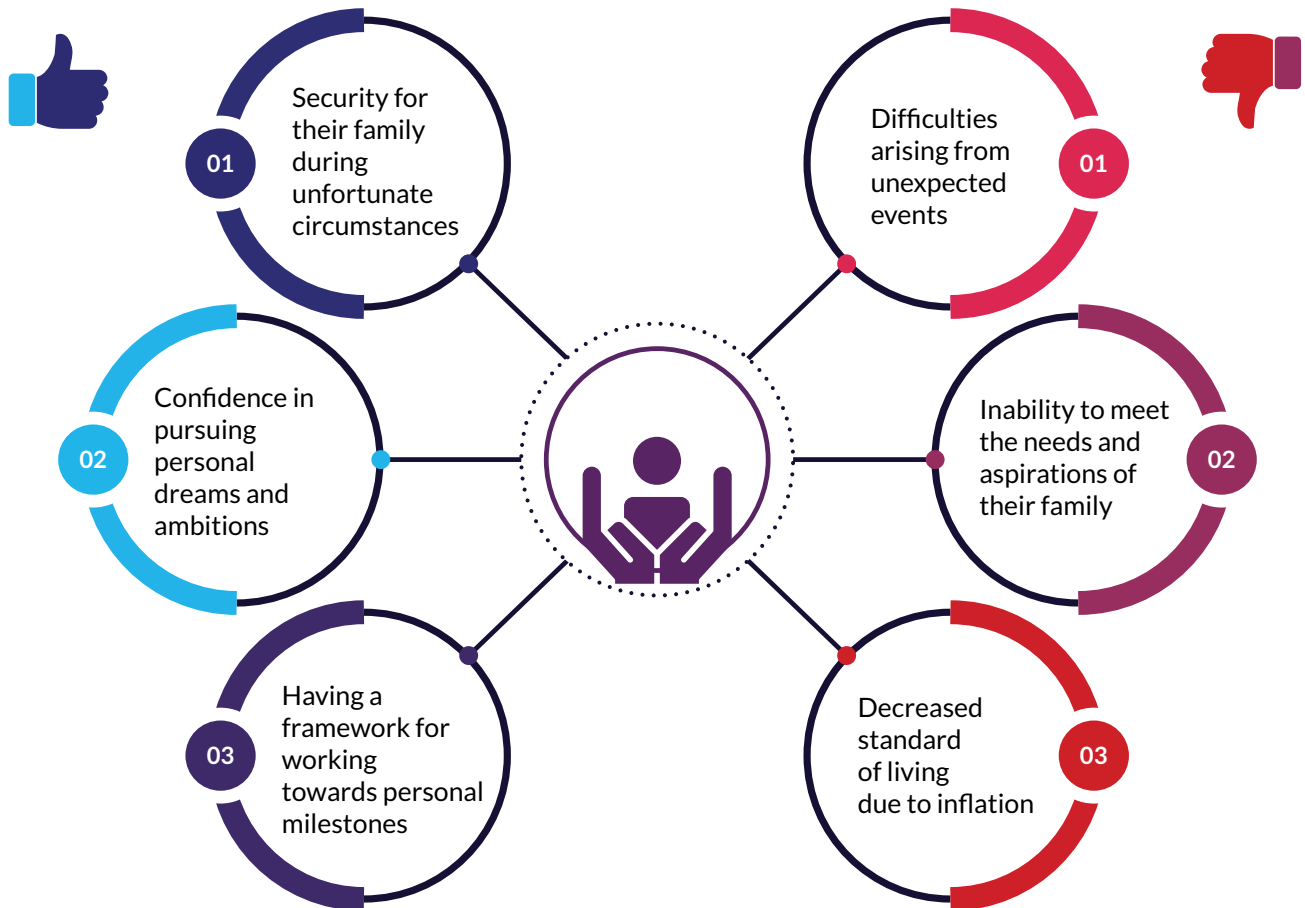 01
Security for
their family
during
unfortunate
circumstances
02
Confidence in
pursuing
personal
dreams and
ambitions
03
Having a
framework for
working
towards personal
milestones
01
Difficulties
arising from
unexpected
events
02
Inability to meet
the needs and
aspirations of
their family
03
Decreased
standard
of living
due to inflation